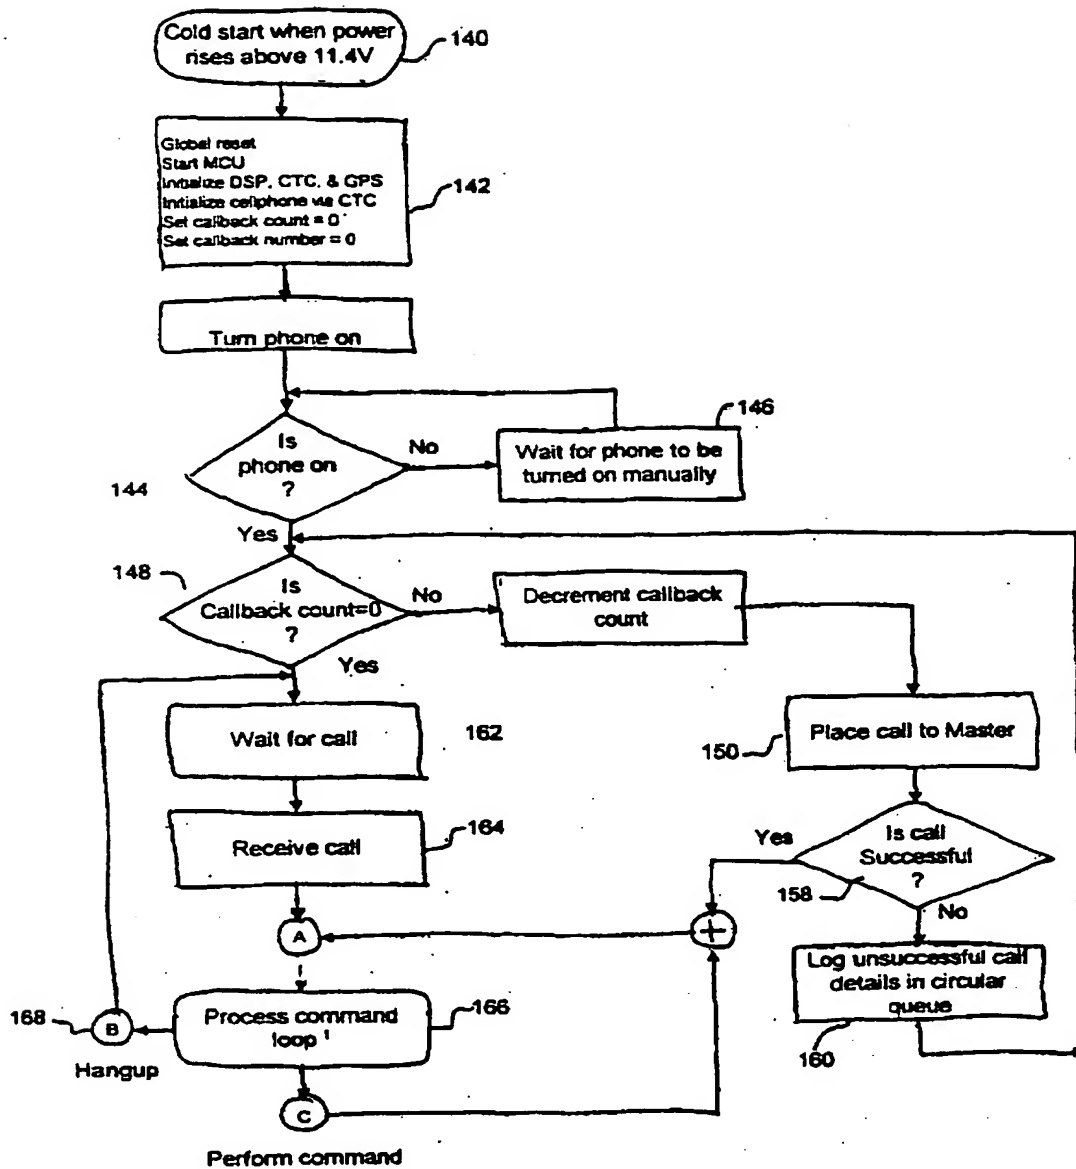 Cold start when power
rises above 11.4V
140
Global reset
Start MCU
Initialize DSP, CTC, & GPS
Initialize cellphone via CTC
Set callback count = 0
Set callback number = 0
142
Turn phone on
146
Is
phone on
?
No
Wait for phone to be
turned on manually
144
Yes
148
Is
Callback count=0
?
No
Decrement callback
count
Yes
Wait for call
162
150
Place call to Master
Receive call
164
Yes
Is call
Successful
?
158
No
A
+
Log unsuccessful call
details in circular
queue
160
168
B
Hangup
Process command
loop
166
C
Perform command